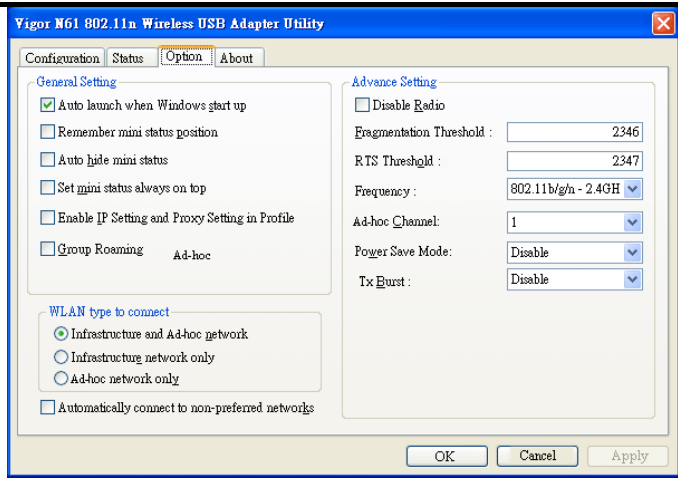 Vigor N61 802.11n Wireless USB Adapter Utility
Configuration Status Option About
General Setting
Auto launch when Windows start up
Remember mini status position
Auto hide mini status
Set mini status always on top
Enable IP Setting and Proxy Setting in Profile
Group Roaming Ad-hoc
WLAN type to connect
Infrastructure and Ad-hoc network
Infrastructure network only
Ad-hoc network only
Automatically connect to non-preferred networks
Advance Setting
Disable Radio
Fragmentation Threshold : 2346
RTS Threshold : 2347
Frequency : 802.11b/g/n - 2.4GH
Ad-hoc Channel: 1
Power Save Mode: Disable
Tx Burst : Disable
OK Cancel Apply